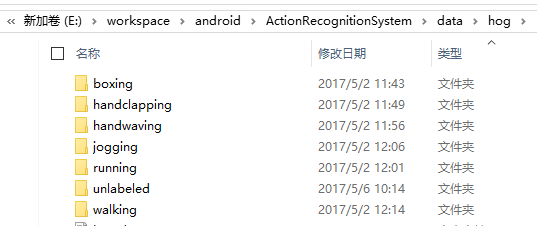 « 新加卷 (E:) › workspace › android › ActionRecognitionSystem › data › hog ›
名称 修改日期 类型
boxing 2017/5/2 11:43 文件夹
handclapping 2017/5/2 11:49 文件夹
handwaving 2017/5/2 11:56 文件夹
jogging 2017/5/2 12:06 文件夹
running 2017/5/2 12:01 文件夹
unlabeled 2017/5/6 10:14 文件夹
walking 2017/5/2 12:14 文件夹